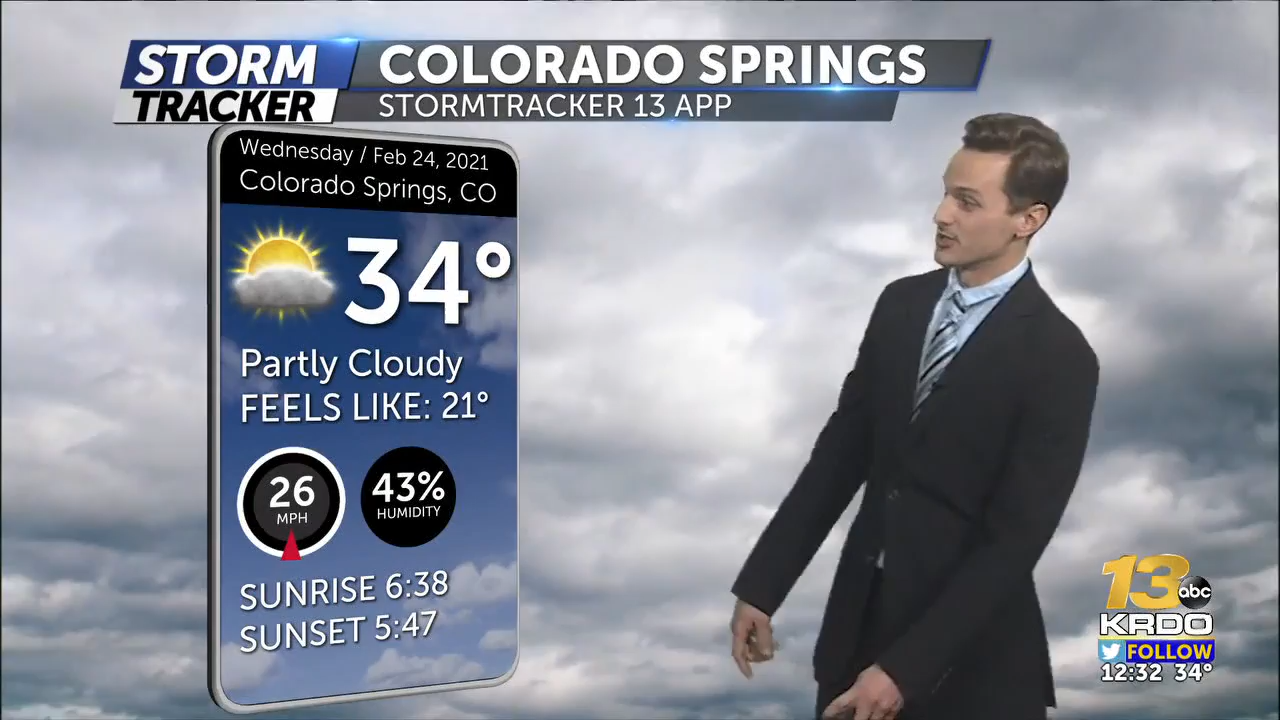 STORM
TRACKER
COLORADO SPRINGS
STORMTRACKER 13 APP
Wednesday / Feb 24, 2021
Colorado Springs, CO
34°
Partly Cloudy
FEELS LIKE: 21°
26
MPH
43%
HUMIDITY
SUNRISE 6:38
SUNSET 5:47
13
abc
KRDO
FOLLOW
12:32 34°